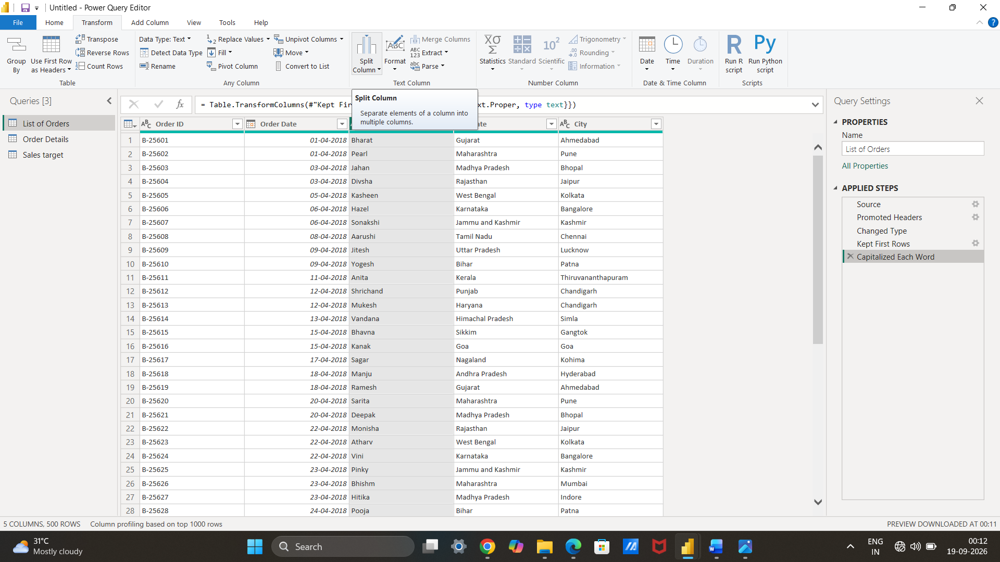 Untitled - Power Query Editor
File Home Transform Add Column View Tools Help
Group By
Use First Row as Headers
Transpose
Reverse Rows
Count Rows
Table
Data Type: Text
Detect Data Type
Rename
Replace Values
Fill
Pivot Column
Unpivot Columns
Move
Convert to List
Any Column
Split Column
Format
Merge Columns
Extract
Parse
Text Column
Statistics
Standard
Scientific
Trigonometry
Rounding
Information
Number Column
Date
Time
Duration
Date & Time Column
Run R script
Run Python script
Scripts
Queries [3]
List of Orders
Order Details
Sales target
= Table.TransformColumns(#"Kept Fir xt.Proper, type text}})
Split Column
Separate elements of a column into
multiple columns.
Order ID Order Date ate City
1 B-25601 01-04-2018 Bharat Gujarat Ahmedabad
2 B-25602 01-04-2018 Pearl Maharashtra Pune
3 B-25603 03-04-2018 Jahan Madhya Pradesh Bhopal
4 B-25604 03-04-2018 Divsha Rajasthan Jaipur
5 B-25605 05-04-2018 Kasheen West Bengal Kolkata
6 B-25606 06-04-2018 Hazel Karnataka Bangalore
7 B-25607 06-04-2018 Sonakshi Jammu and Kashmir Kashmir
8 B-25608 08-04-2018 Aarushi Tamil Nadu Chennai
9 B-25609 09-04-2018 Jitesh Uttar Pradesh Lucknow
10 B-25610 09-04-2018 Yogesh Bihar Patna
11 B-25611 11-04-2018 Anita Kerala Thiruvananthapuram
12 B-25612 12-04-2018 Shrichand Punjab Chandigarh
13 B-25613 12-04-2018 Mukesh Haryana Chandigarh
14 B-25614 13-04-2018 Vandana Himachal Pradesh Simla
15 B-25615 15-04-2018 Bhavna Sikkim Gangtok
16 B-25616 15-04-2018 Kanak Goa Goa
17 B-25617 17-04-2018 Sagar Nagaland Kohima
18 B-25618 18-04-2018 Manju Andhra Pradesh Hyderabad
19 B-25619 18-04-2018 Ramesh Gujarat Ahmedabad
20 B-25620 20-04-2018 Sarita Maharashtra Pune
21 B-25621 20-04-2018 Deepak Madhya Pradesh Bhopal
22 B-25622 22-04-2018 Monisha Rajasthan Jaipur
23 B-25623 22-04-2018 Atharv West Bengal Kolkata
24 B-25624 22-04-2018 Vini Karnataka Bangalore
25 B-25625 23-04-2018 Pinky Jammu and Kashmir Kashmir
26 B-25626 23-04-2018 Bhishm Maharashtra Mumbai
27 B-25627 23-04-2018 Hitika Madhya Pradesh Indore
28 B-25628 24-04-2018 Pooja Bihar Patna
Query Settings
PROPERTIES
Name
List of Orders
All Properties
APPLIED STEPS
Source
Promoted Headers
Changed Type
Kept First Rows
Capitalized Each Word
5 COLUMNS, 500 ROWS Column profiling based on top 1000 rows PREVIEW DOWNLOADED AT 00:11
31°C
Mostly cloudy
Search
ENG
IN
00:12
19-09-2026